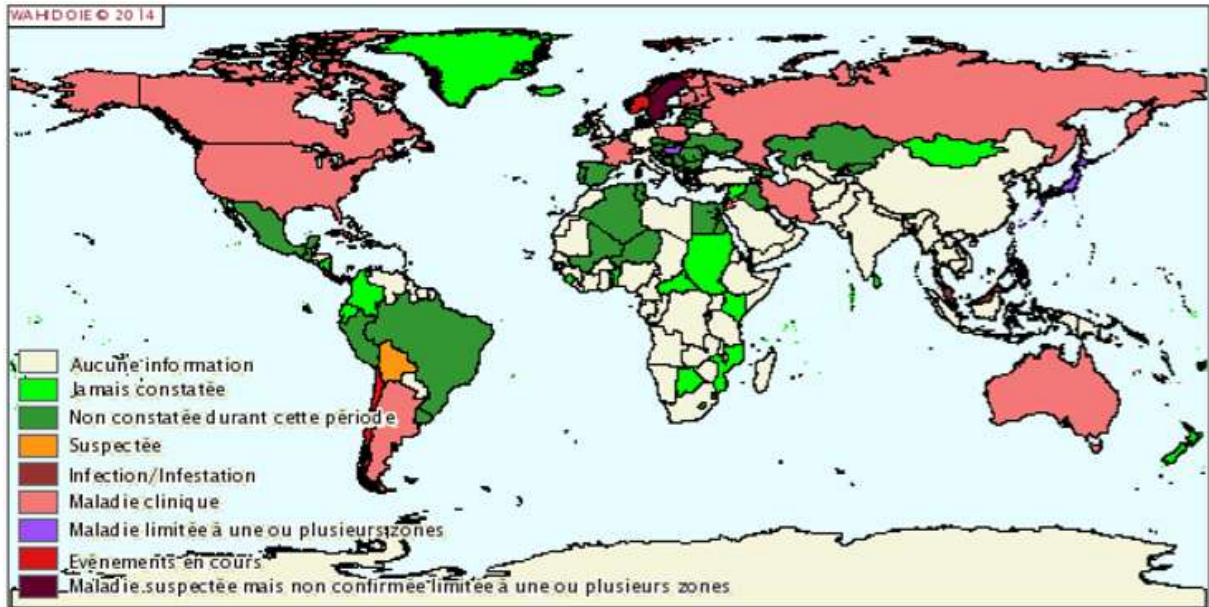 WAHIDOIE © 2014
Aucune information
Jamais constatée
Non constatée durant cette période
Suspectée
Infection/Infestation
Maladie clinique
Maladie limitée à une ou plusieurs zones
Evènements en cours
Maladie suspectée mais non confirmée limitée à une ou plusieurs zones